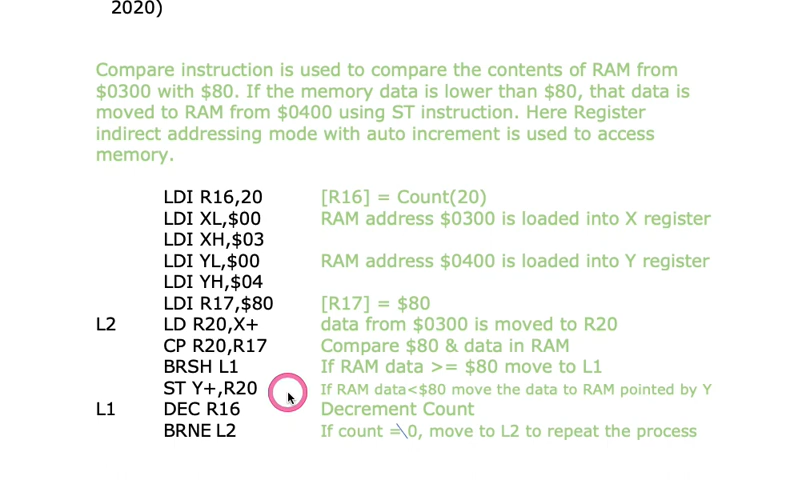 2020)
Compare instruction is used to compare the contents of RAM from
$0300 with $80. If the memory data is lower than $80, that data is
moved to RAM from $0400 using ST instruction. Here Register
indirect addressing mode with auto increment is used to access
memory.
LDI R16,20 [R16] = Count(20)
LDI XL,$00 RAM address $0300 is loaded into X register
LDI XH,$03
LDI YL,$00 RAM address $0400 is loaded into Y register
LDI YH,$04
LDI R17,$80 [R17] = $80
L2 LD R20,X+ data from $0300 is moved to R20
CP R20,R17 Compare $80 & data in RAM
BRSH L1 If RAM data >= $80 move to L1
ST Y+,R20 If RAM data<$80 move the data to RAM pointed by Y
L1 DEC R16 Decrement Count
BRNE L2 If count =\0, move to L2 to repeat the process